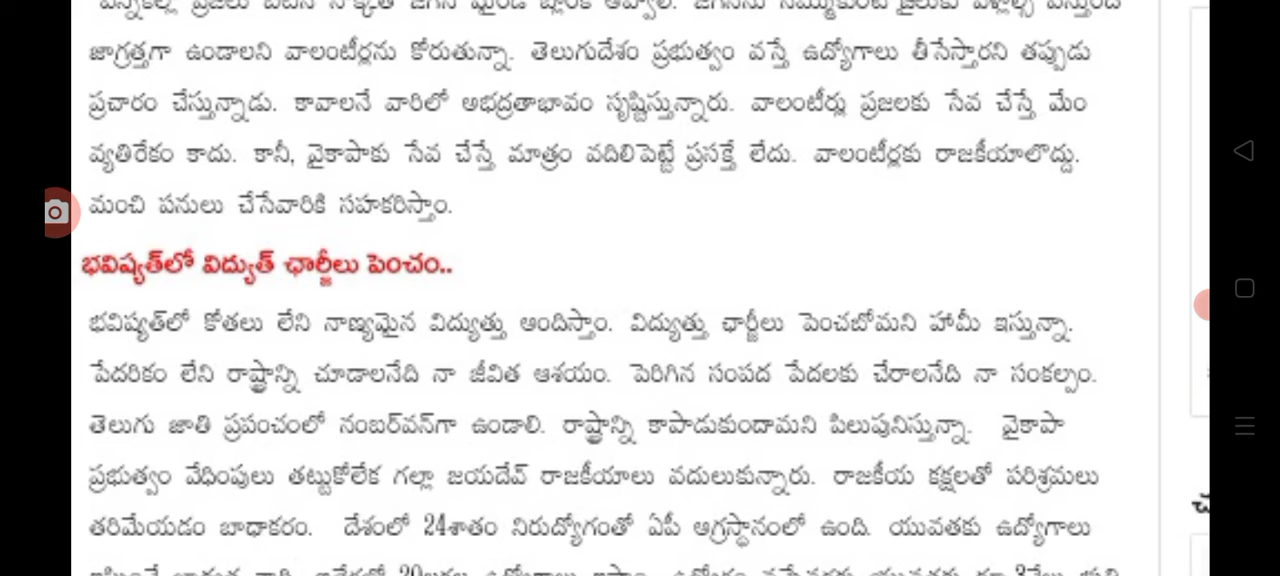 జాగ్రత్తగా ఉండాలని వాలంటీర్లను కోరుతున్నా. తెలుగుదేశం ప్రభుత్వం వస్తే ఉద్యోగాలు తీసేస్తారని తప్పుడు
ప్రచారం చేస్తున్నాడు. కావాలనే వారిలో అభద్రతాభావం సృష్టిస్తున్నారు. వాలంటీర్లు ప్రజలకు సేవ చేస్తే మేం
వ్యతిరేకం కాదు. కానీ, వైకాపాకు సేవ చేస్తే మాత్రం వదిలిపెట్టే ప్రసక్తే లేదు. వాలంటీర్లకు రాజకీయాలొద్దు.
మంచి పనులు చేసేవారికి సహకరిస్తాం.
భవిష్యత్‌లో విద్యుత్ ఛార్జీలు పెంచం..
భవిష్యత్‌లో కోతలు లేని నాణ్యమైన విద్యుత్తు అందిస్తాం. విద్యుత్తు ఛార్జీలు పెంచబోమని హామీ ఇస్తున్నా.
పేదరికం లేని రాష్ట్రాన్ని చూడాలనేది నా జీవిత ఆశయం. పెరిగిన సంపద పేదలకు చేరాలనేది నా సంకల్పం.
తెలుగు జాతి ప్రపంచంలో నంబర్‌వన్‌గా ఉండాలి. రాష్ట్రాన్ని కాపాడుకుందామని పిలుపునిస్తున్నా. వైకాపా
ప్రభుత్వం వేధింపులు తట్టుకోలేక గల్లా జయదేవ్ రాజకీయాలు వదులుకున్నారు. రాజకీయ కక్షలతో పరిశ్రమలు
తరిమేయడం బాధాకరం. దేశంలో 24శాతం నిరుద్యోగంతో ఏపీ అగ్రస్థానంలో ఉంది. యువతకు ఉద్యోగాలు